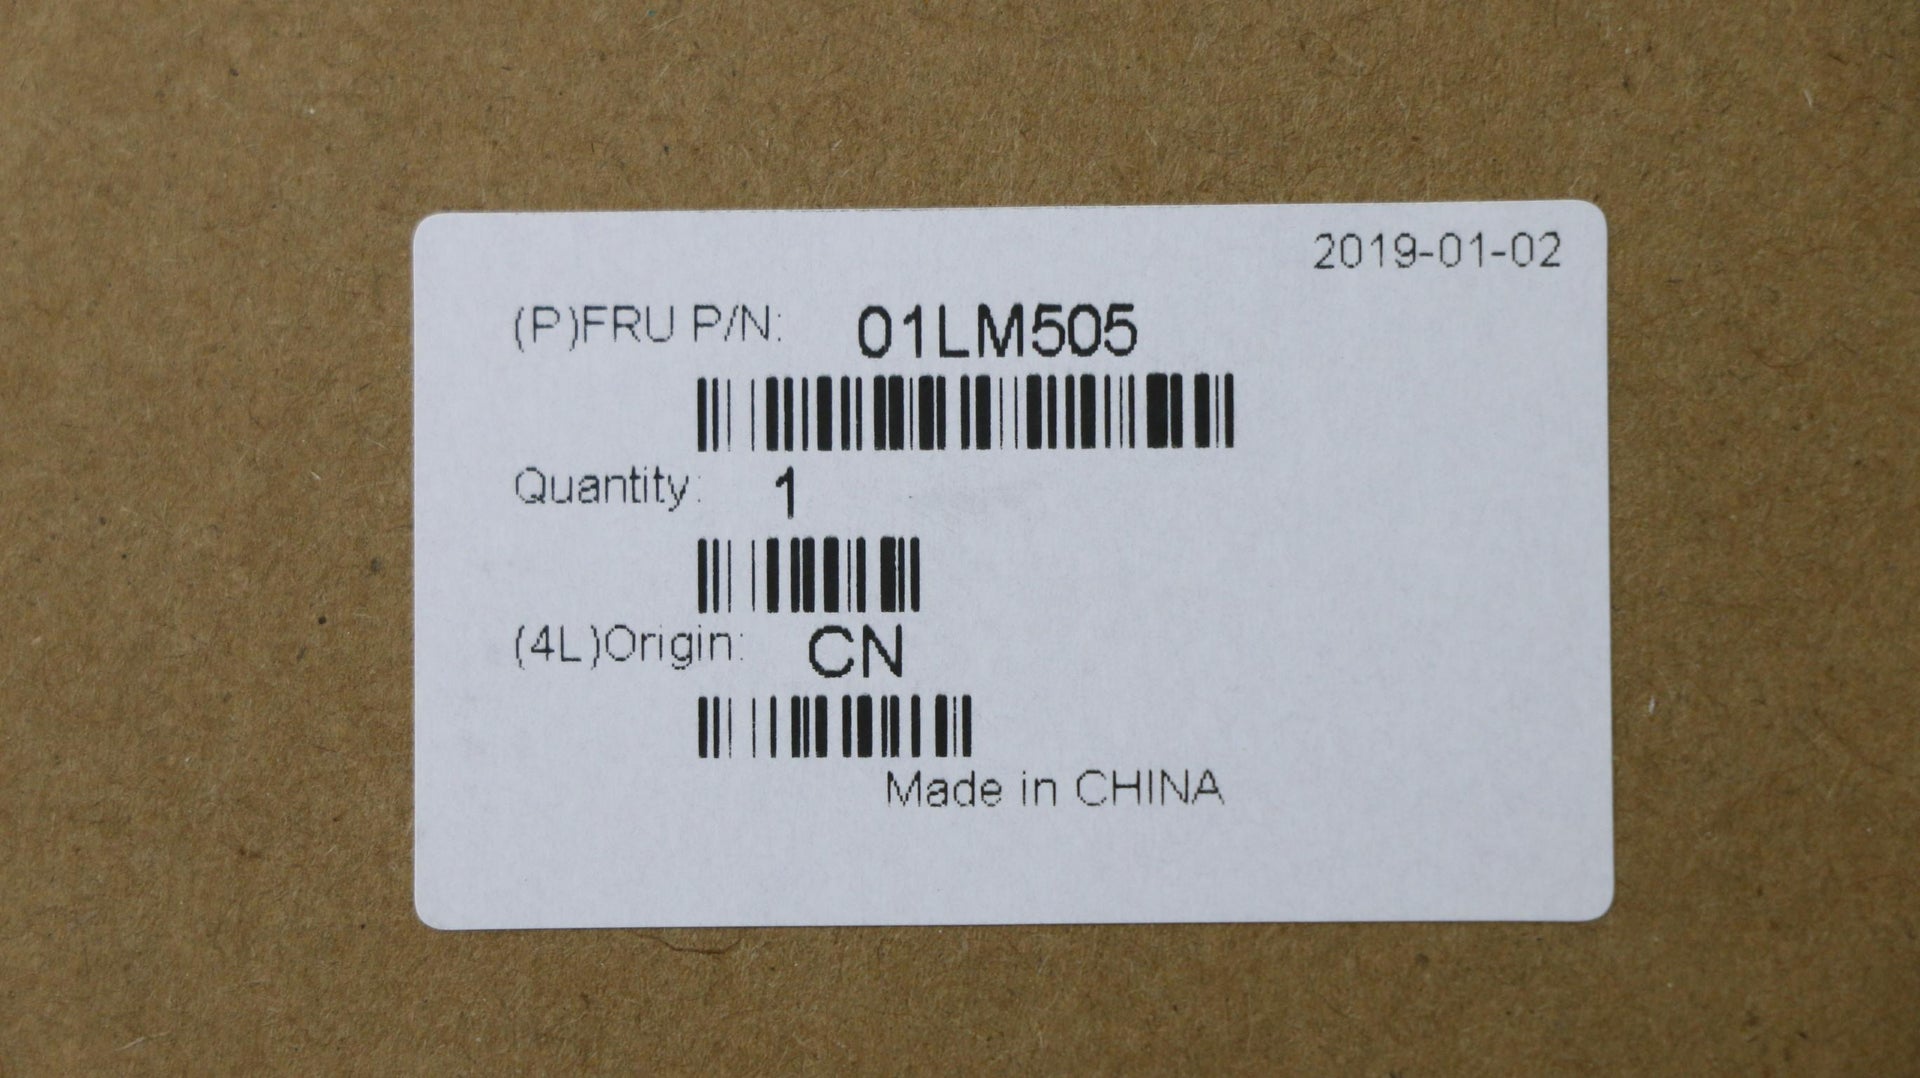 2019-01-02
(P)FRU P/N: 01LM505
Quantity: 1
(4L)Origin: CN
Made in CHINA